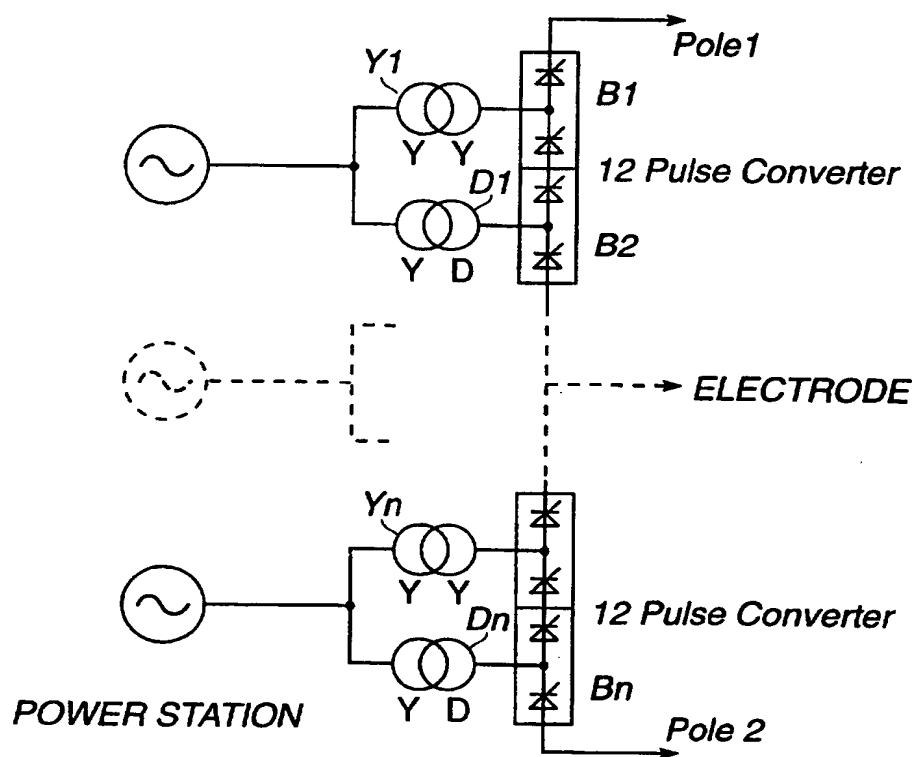 Pole1
Y1
B1
Y Y
12 Pulse Converter
D1
B2
Y D
ELECTRODE
Yn
Y Y
12 Pulse Converter
Dn
Bn
Y D
POWER STATION
Pole 2